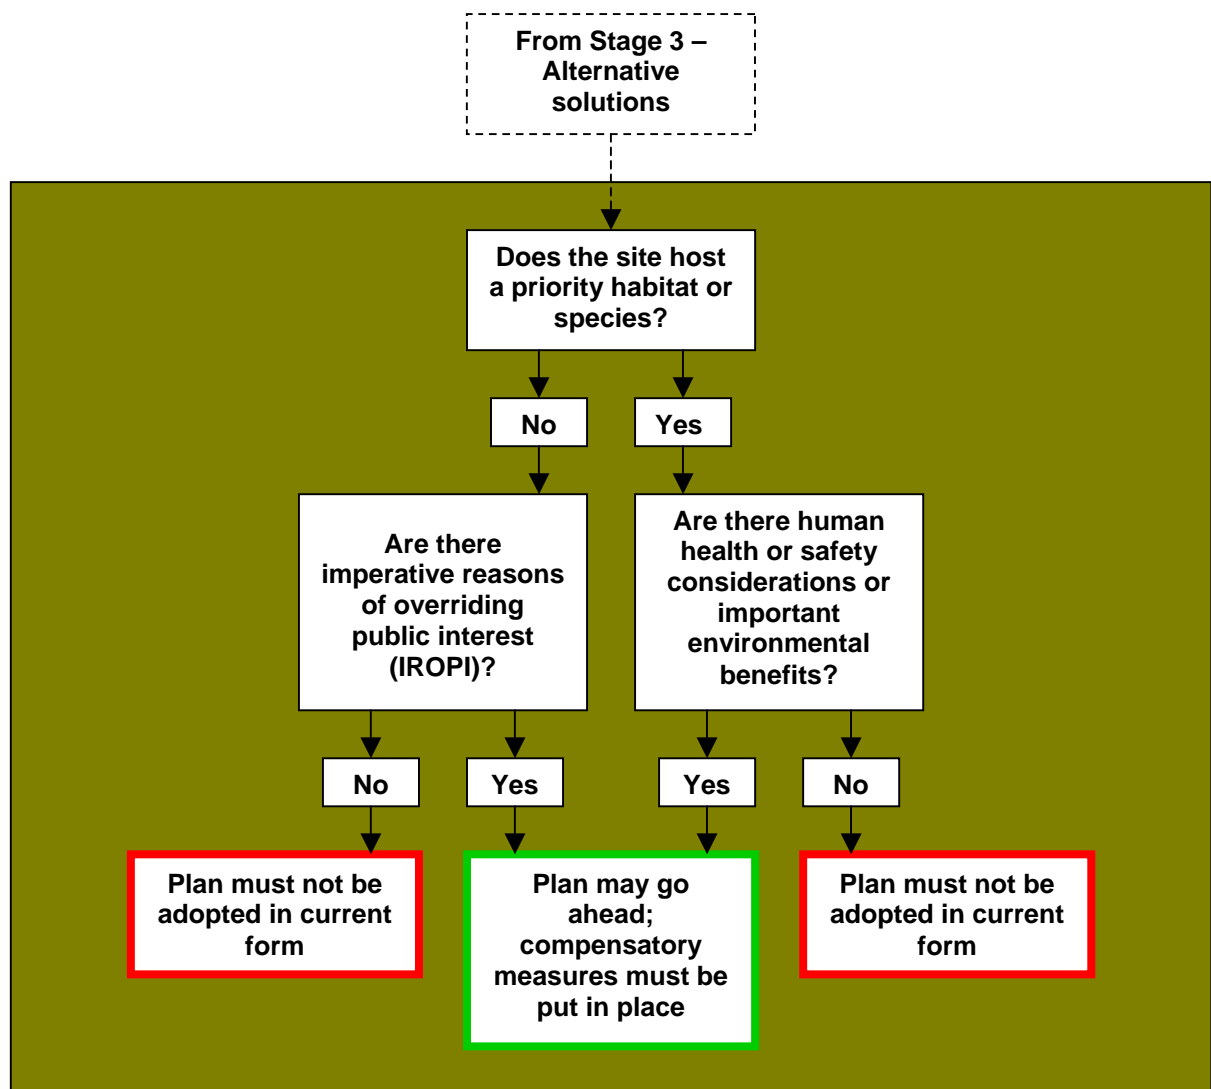 From Stage 3 –
Alternative
solutions
Does the site host
a priority habitat or
species?
No
Yes
Are there
imperative reasons
of overriding
public interest
(IROPI)?
Are there human
health or safety
considerations or
important
environmental
benefits?
No
Yes
Yes
No
Plan must not be
adopted in current
form
Plan may go
ahead;
compensatory
measures must be
put in place
Plan must not be
adopted in current
form